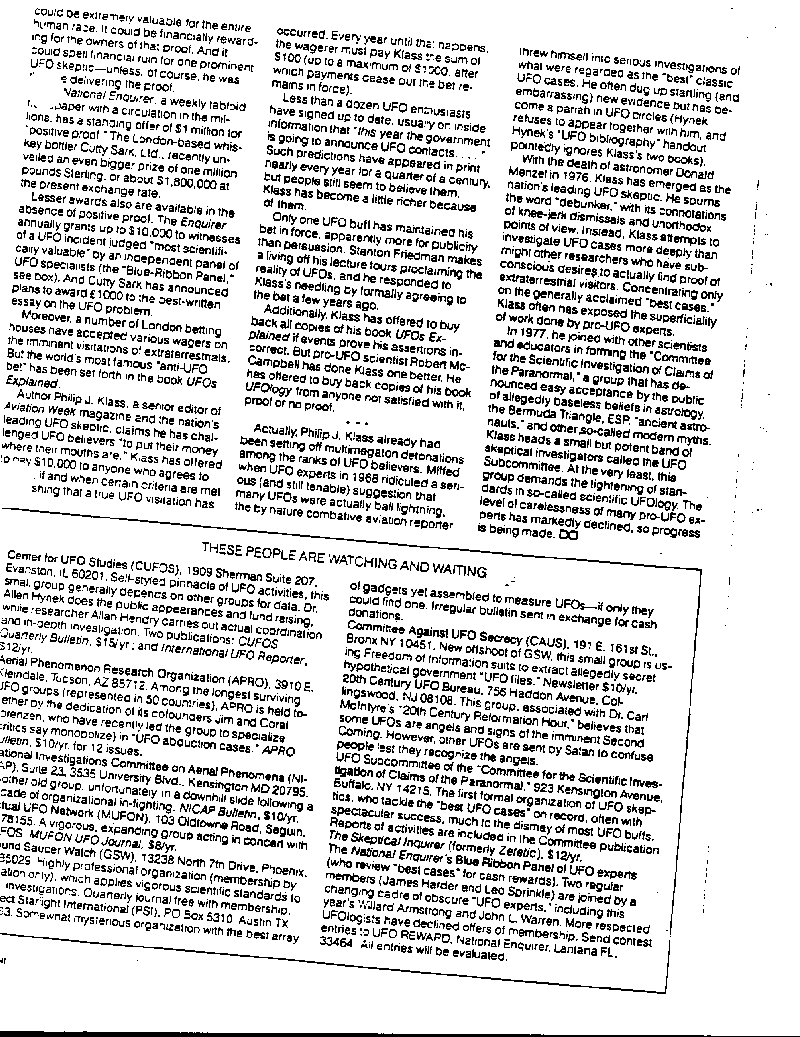 could be extremely valuable for the entire
human race. It could be financially reward-
ing for the owners of that proof. And it
could spell financial ruin for one prominent
UFO skeptic—unless, of course, he was
e delivering the proof.
National Enquirer, a weekly tabloid
paper with a circulation in the mil-
lions, has a standing offer of $1 million for
"positive proof." The London-based whis-
key bottler Cutty Sark, Ltd., recently un-
veiled an even bigger prize of one million
pounds Sterling, or about $1,800,000 at
the present exchange rate.
Lesser awards also are available in the
absence of positive proof. The Enquirer
annually grants up to $10,000 to witnesses
of a UFO incident judged "most scientifi-
cally valuable" by an independent panel of
UFO specialists (the "Blue-Ribbon Panel,"
see box). And Cutty Sark has announced
plans to award £1000 to the best-written
essay on the UFO problem.
Moreover, a number of London betting
houses have accepted various wagers on
the imminent visitations of extraterrestrials.
But the world's most famous "anti-UFO
bet" has been set forth in the book UFOs
Explained.
Author Philip J. Klass, a senior editor of
Aviation Week magazine and the nation's
leading UFO skeptic, claims he has chal-
lenged UFO believers "to put their money
where their mouths are." Klass has offered
to pay $10,000 to anyone who agrees to
if and when certain criteria are met
shing that a true UFO visitation has
occurred. Every year until that happens,
the wagerer must pay Klass the sum of
$100 (up to a maximum of $1000, after
which payments cease but the bet re-
mains in force).
Less than a dozen UFO enthusiasts
have signed up to date, usually on inside
information that "this year the government
is going to announce UFO contacts. . . ."
Such predictions have appeared in print
nearly every year for a quarter of a century,
but people still seem to believe them.
Klass has become a little richer because
of them.
Only one UFO buff has maintained his
bet in force, apparently more for publicity
than persuasion. Stanton Friedman makes
a living off his lecture tours proclaiming the
reality of UFOs, and he responded to
Klass's needling by formally agreeing to
the bet a few years ago.
Additionally, Klass has offered to buy
back all copies of his book UFOs Ex-
plained if events prove his assertions in-
correct. But pro-UFO scientist Robert Mc-
Campbell has done Klass one better. He
has offered to buy back copies of his book
UFOlogy from anyone not satisfied with it,
proof or no proof.
* * *
Actually, Philip J. Klass already had
been setting off multimegaton detonations
among the ranks of UFO believers. Miffed
when UFO experts in 1968 ridiculed a seri-
ous (and still tenable) suggestion that
many UFOs were actually ball lightning,
the by nature combative aviation reporter
threw himself into serious investigations of
what were regarded as the "best" classic
UFO cases. He often dug up startling (and
embarrassing) new evidence but has be-
come a pariah in UFO circles (Hynek
refuses to appear together with him, and
Hynek's "UFO bibliography" handout
pointedly ignores Klass's two books).
With the death of astronomer Donald
Menzel in 1976, Klass has emerged as the
nation's leading UFO skeptic. He spurns
the word "debunker," with its connotations
of knee-jerk dismissals and unorthodox
points of view. Instead, Klass attempts to
investigate UFO cases more deeply than
might other researchers who have sub-
conscious desires to actually find proof of
extraterrestrial visitors. Concentrating only
on the generally acclaimed "best cases,"
Klass often has exposed the superficiality
of work done by pro-UFO experts.
In 1977, he joined with other scientists
and educators in forming the "Committee
for the Scientific Investigation of Claims of
the Paranormal," a group that has de-
nounced easy acceptance by the public
of allegedly baseless beliefs in astrology,
the Bermuda Triangle, ESP, "ancient astro-
nauts," and other so-called modern myths.
Klass heads a small but potent band of
skeptical investigators called the UFO
Subcommittee. At the very least, this
group demands the tightening of stan-
dards in so-called scientific UFOlogy. The
level of carelessness of many pro-UFO ex-
perts has markedly declined, so progress
is being made.
THESE PEOPLE ARE WATCHING AND WAITING
Center for UFO Studies (CUFOS), 1909 Sherman Suite 207,
Evanston, IL 60201. Self-styled pinnacle of UFO activities, this
small group generally depends on other groups for data. Dr.
Allen Hynek does the public appearances and fund raising,
while researcher Allan Hendry carries out actual coordination
and in-depth investigation. Two publications: CUFOS
Quarterly Bulletin, $15/yr; and International UFO Reporter,
$12/yr.
Aerial Phenomenon Research Organization (APRO), 3910 E.
Kleindale, Tucson, AZ 85712. Among the longest surviving
UFO groups (represented in 50 countries), APRO is held to-
ether by the dedication of its cofounders Jim and Coral
orenzen, who have recently led the group to specialize
critics say monopolize) in "UFO abduction cases." APRO
ulletin, $10/yr. for 12 issues.
ational Investigations Committee on Aerial Phenomena (NI-
AP), Suite 23, 3535 University Blvd., Kensington MD 20795.
other old group, unfortunately in a downhill slide following a
cade of organizational in-fighting. NICAP Bulletin, $10/yr.
tual UFO Network (MUFON), 103 Oldtowne Road, Seguin,
78155. A vigorous, expanding group acting in concert with
FOS. MUFON UFO Journal, $8/yr.
und Saucer Watch (GSW), 13238 North 7th Drive, Phoenix,
85029. Highly professional organization (membership by
ation only), which applies vigorous scientific standards to
investigations. Quarterly journal free with membership.
ect Starlight International (PSI), PO Box 5310, Austin TX
63. Somewhat mysterious organization with the best array
of gadgets yet assembled to measure UFOs—if only they
could find one. Irregular bulletin sent in exchange for cash
donations.
Committee Against UFO Secrecy (CAUS), 191 E. 161st St.,
Bronx NY 10451. New offshoot of GSW, this small group is us-
ing Freedom of Information suits to extract allegedly secret
hypothetical government "UFO files." Newsletter $10/yr.
20th Century UFO Bureau, 756 Haddon Avenue, Col-
lingswood, NJ 08108. This group, associated with Dr. Carl
McIntyre's "20th Century Reformation Hour," believes that
some UFOs are angels and signs of the imminent Second
Coming. However, other UFOs are sent by Satan to confuse
people lest they recognize the angels.
UFO Subcommittee of the "Committee for the Scientific Inves-
tigation of Claims of the Paranormal," 923 Kensington Avenue,
Buffalo, NY 14215. The first formal organization of UFO skep-
tics, who tackle the "best UFO cases" on record, often with
spectacular success, much to the dismay of most UFO buffs.
Reports of activities are included in the Committee publication
The Skeptical Inquirer (formerly Zetetic), $12/yr.
The National Enquirer's Blue Ribbon Panel of UFO experts
(who review "best cases" for cash rewards). Two regular
members (James Harder and Leo Sprinkle) are joined by a
changing cadre of obscure "UFO experts," including this
year's Willard Armstrong and John L. Warren. More respected
UFOlogists have declined offers of membership. Send contest
entries to UFO REWARD, National Enquirer, Lantana FL,
33464. All entries will be evaluated.